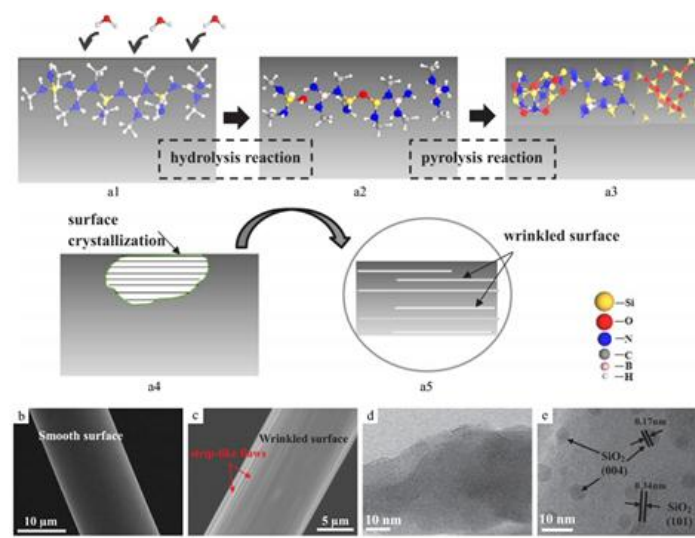 hydrolysis reaction
pyrolysis reaction
a1
a2
a3
surface
crystallization
wrinkled surface
a4
a5
Si
O
N
C
B
H
b
Smooth surface
10 μm
c
Wrinkled surface
strip-like flaws
5 μm
d
10 nm
e
0.17nm
SiO₂
(004)
0.34nm
SiO₂
(101)
10 nm